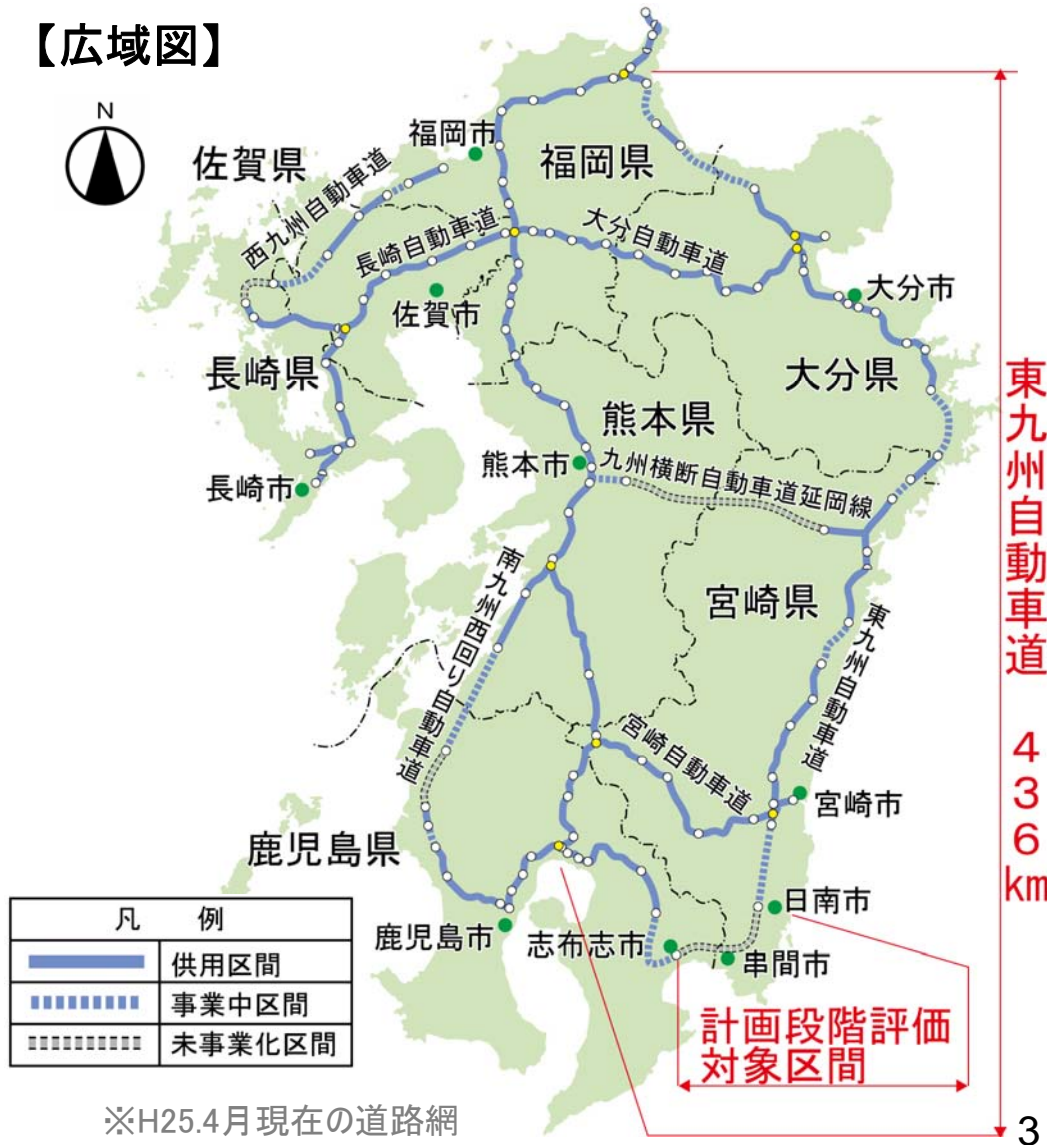 【広域図】
N
福岡市
佐賀県
福岡県
西九州自動車道
長崎自動車道
大分自動車道
佐賀市
大分市
長崎県
大分県
熊本県
東九州自動車道 436km
熊本市
九州横断自動車道延岡線
長崎市
南九州西回り自動車道
宮崎県
東九州自動車道
宮崎自動車道
宮崎市
鹿児島県
日南市
凡 例
鹿児島市
志布志市
串間市
供用区間
事業中区間
未事業化区間
計画段階評価
対象区間
※H25.4月現在の道路網
3